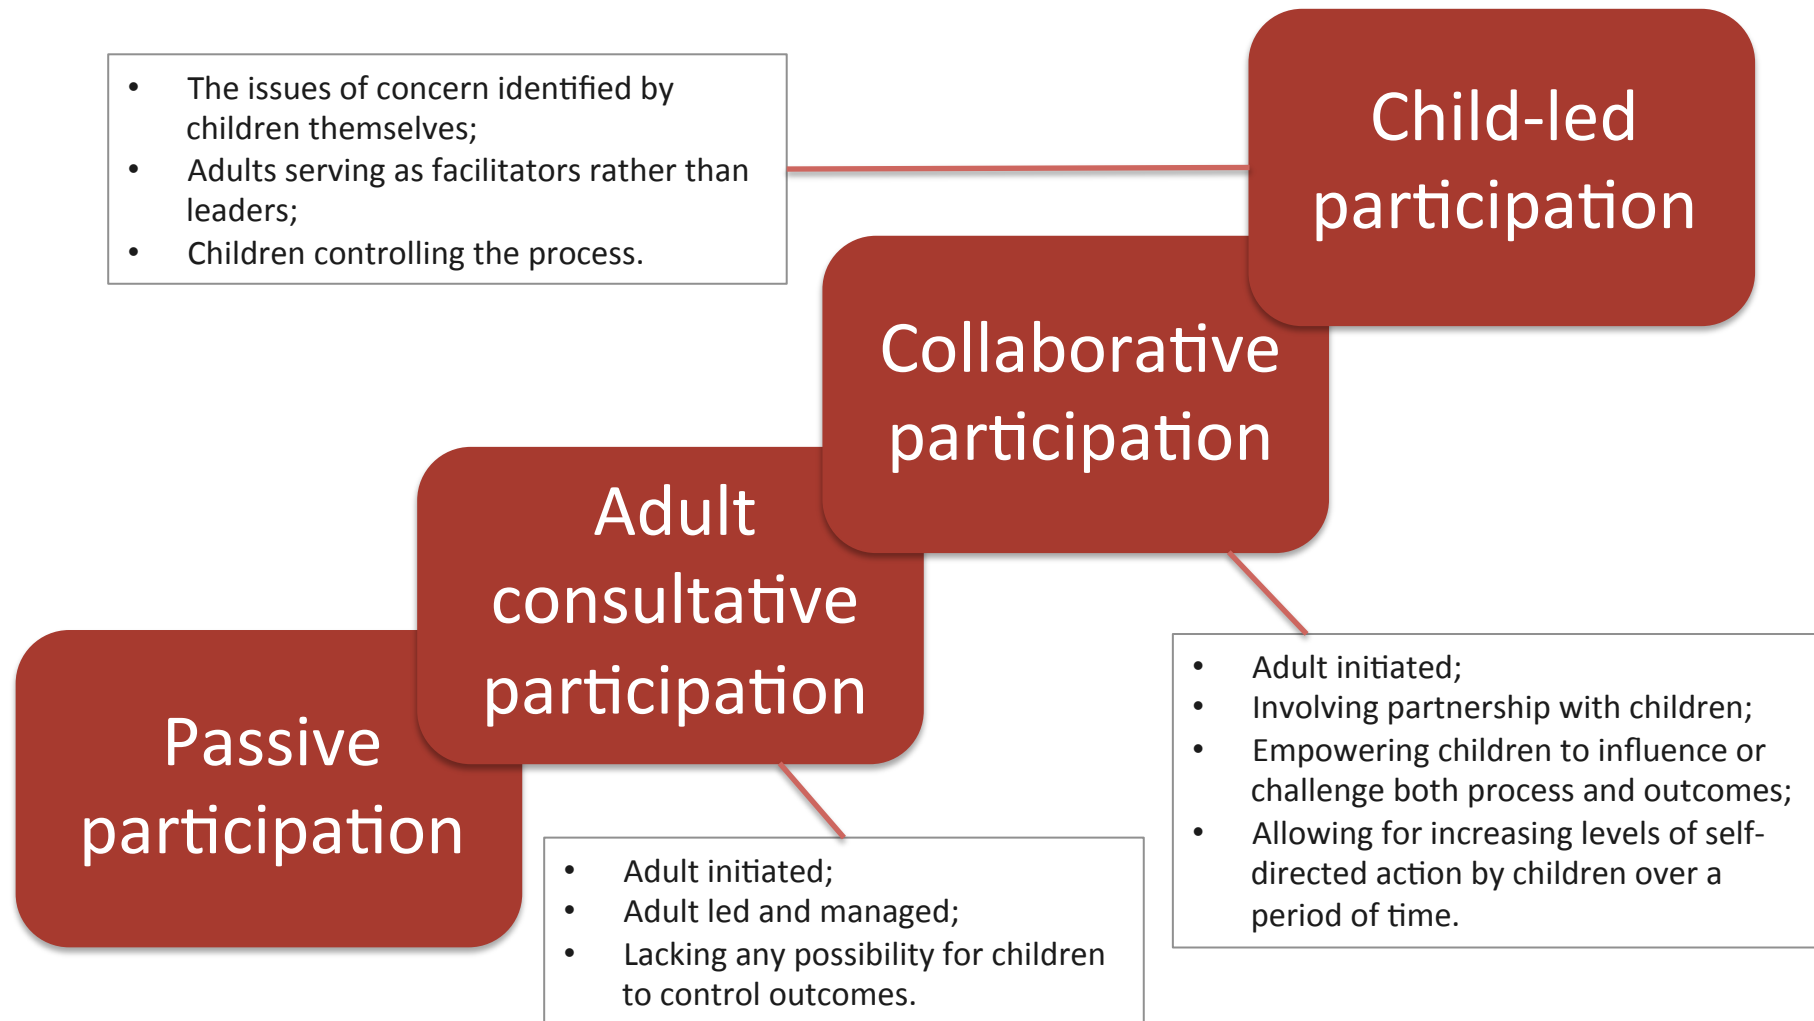 • The issues of concern identified by
children themselves;
• Adults serving as facilitators rather than
leaders;
• Children controlling the process.
Child-led
participation
Collaborative
participation
Adult
consultative
participation
Passive
participation
• Adult initiated;
• Involving partnership with children;
• Empowering children to influence or
challenge both process and outcomes;
• Allowing for increasing levels of self-
directed action by children over a
period of time.
• Adult initiated;
• Adult led and managed;
• Lacking any possibility for children
to control outcomes.